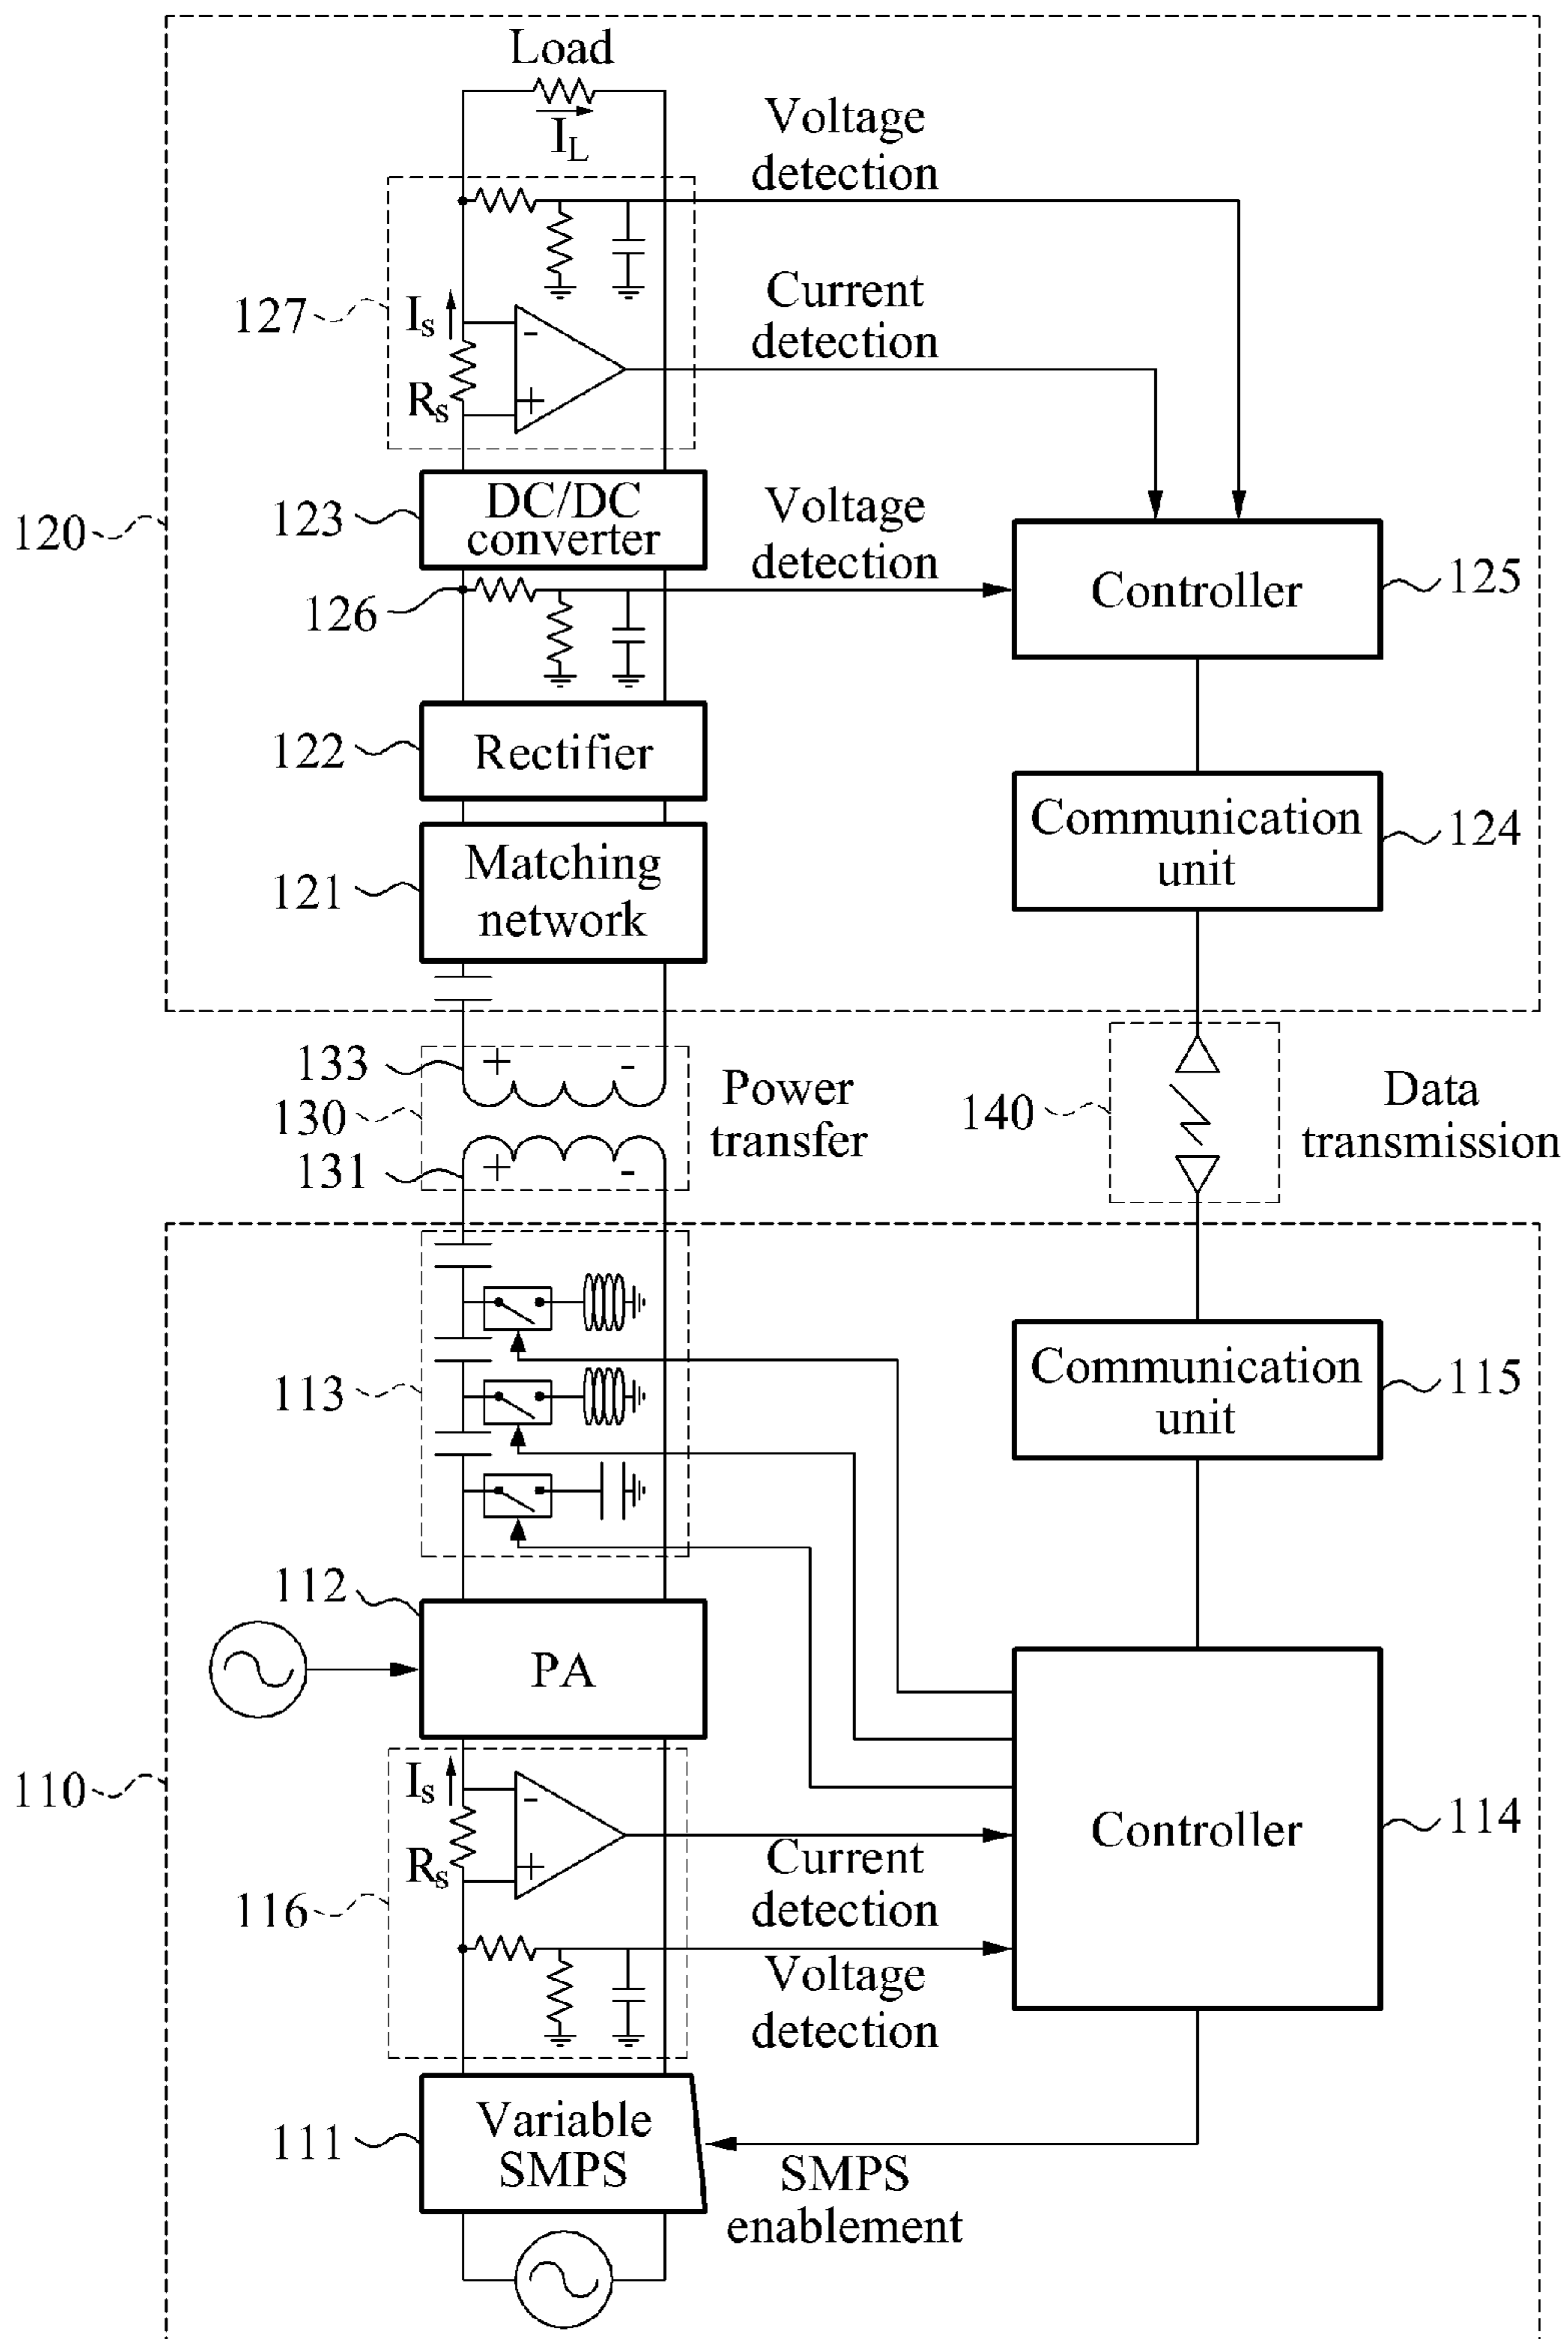 Load
I_L
Voltage
detection
Current
detection
127
I_s
-
R_s
+
123
DC/DC
converter
Voltage
detection
120
126
Controller
125
122
Rectifier
121
Matching
network
Communication
unit
124
133
+ -
130
Power
transfer
140
Data
transmission
131
+ -
113
Communication
unit
115
112
PA
110
I_s
-
R_s
+
Current
detection
Controller
114
116
Voltage
detection
111
Variable
SMPS
SMPS
enablement